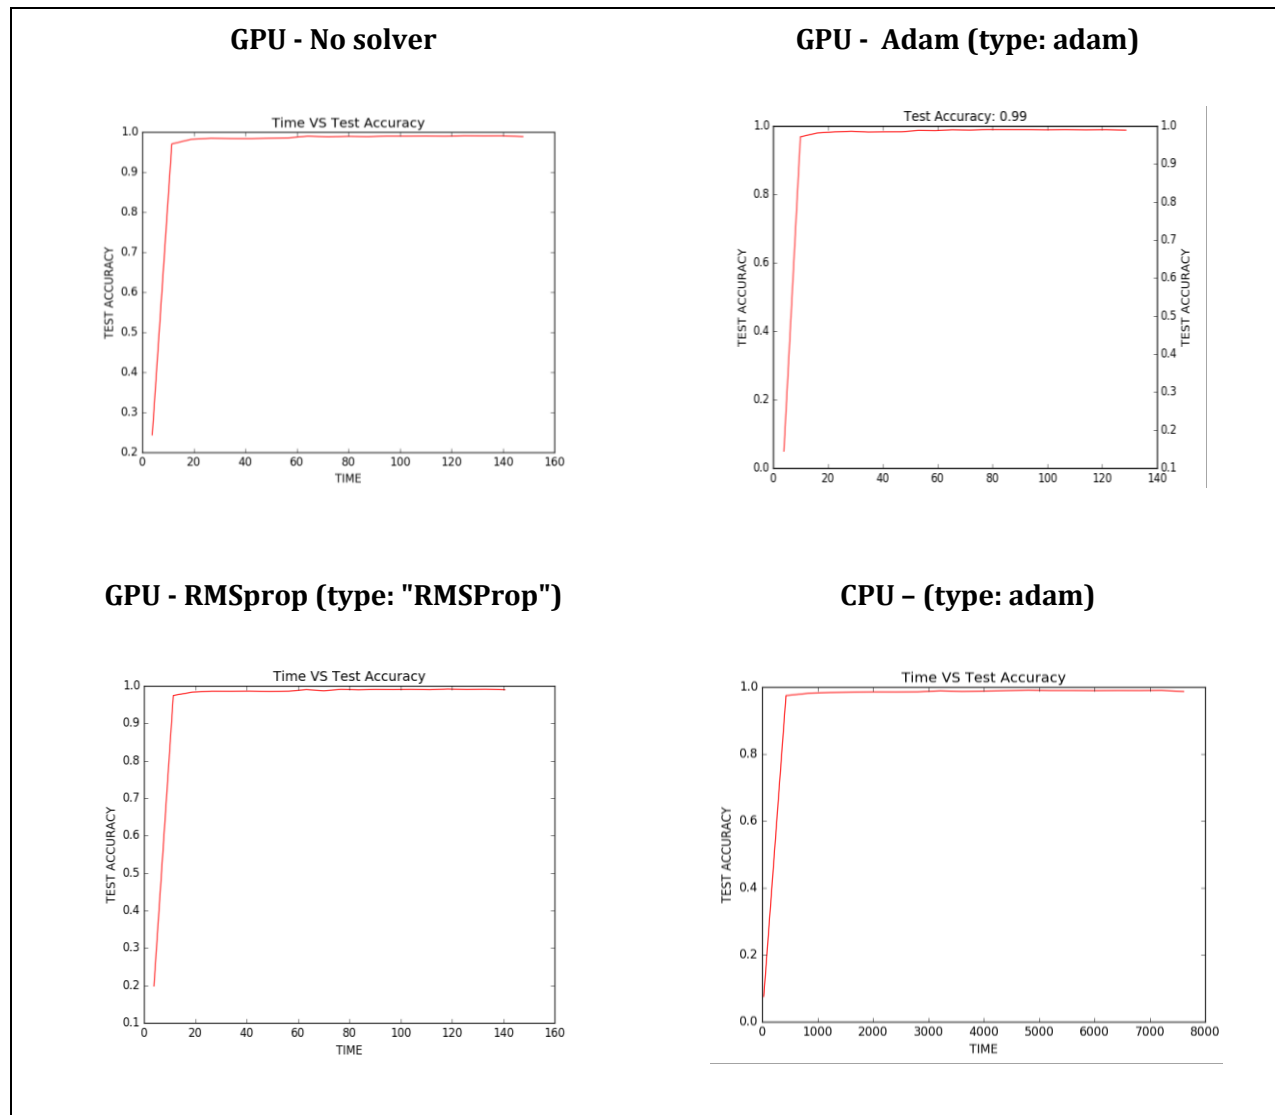 GPU - No solver
GPU - Adam (type: adam)
Time VS Test Accuracy
1.0
0.9
0.8
0.7
0.6
0.5
0.4
0.3
0.2
TEST ACCURACY
0 20 40 60 80 100 120 140 160
TIME
Test Accuracy: 0.99
1.0
0.8
0.6
0.4
0.2
0.0
TEST ACCURACY
0 20 40 60 80 100 120 140
1.0
0.9
0.8
0.7
0.6
0.5
0.4
0.3
0.2
0.1
TEST ACCURACY
GPU - RMSprop (type: "RMSProp")
CPU – (type: adam)
Time VS Test Accuracy
1.0
0.9
0.8
0.7
0.6
0.5
0.4
0.3
0.2
0.1
TEST ACCURACY
0 20 40 60 80 100 120 140 160
TIME
Time VS Test Accuracy
1.0
0.8
0.6
0.4
0.2
0.0
TEST ACCURACY
0 1000 2000 3000 4000 5000 6000 7000 8000
TIME